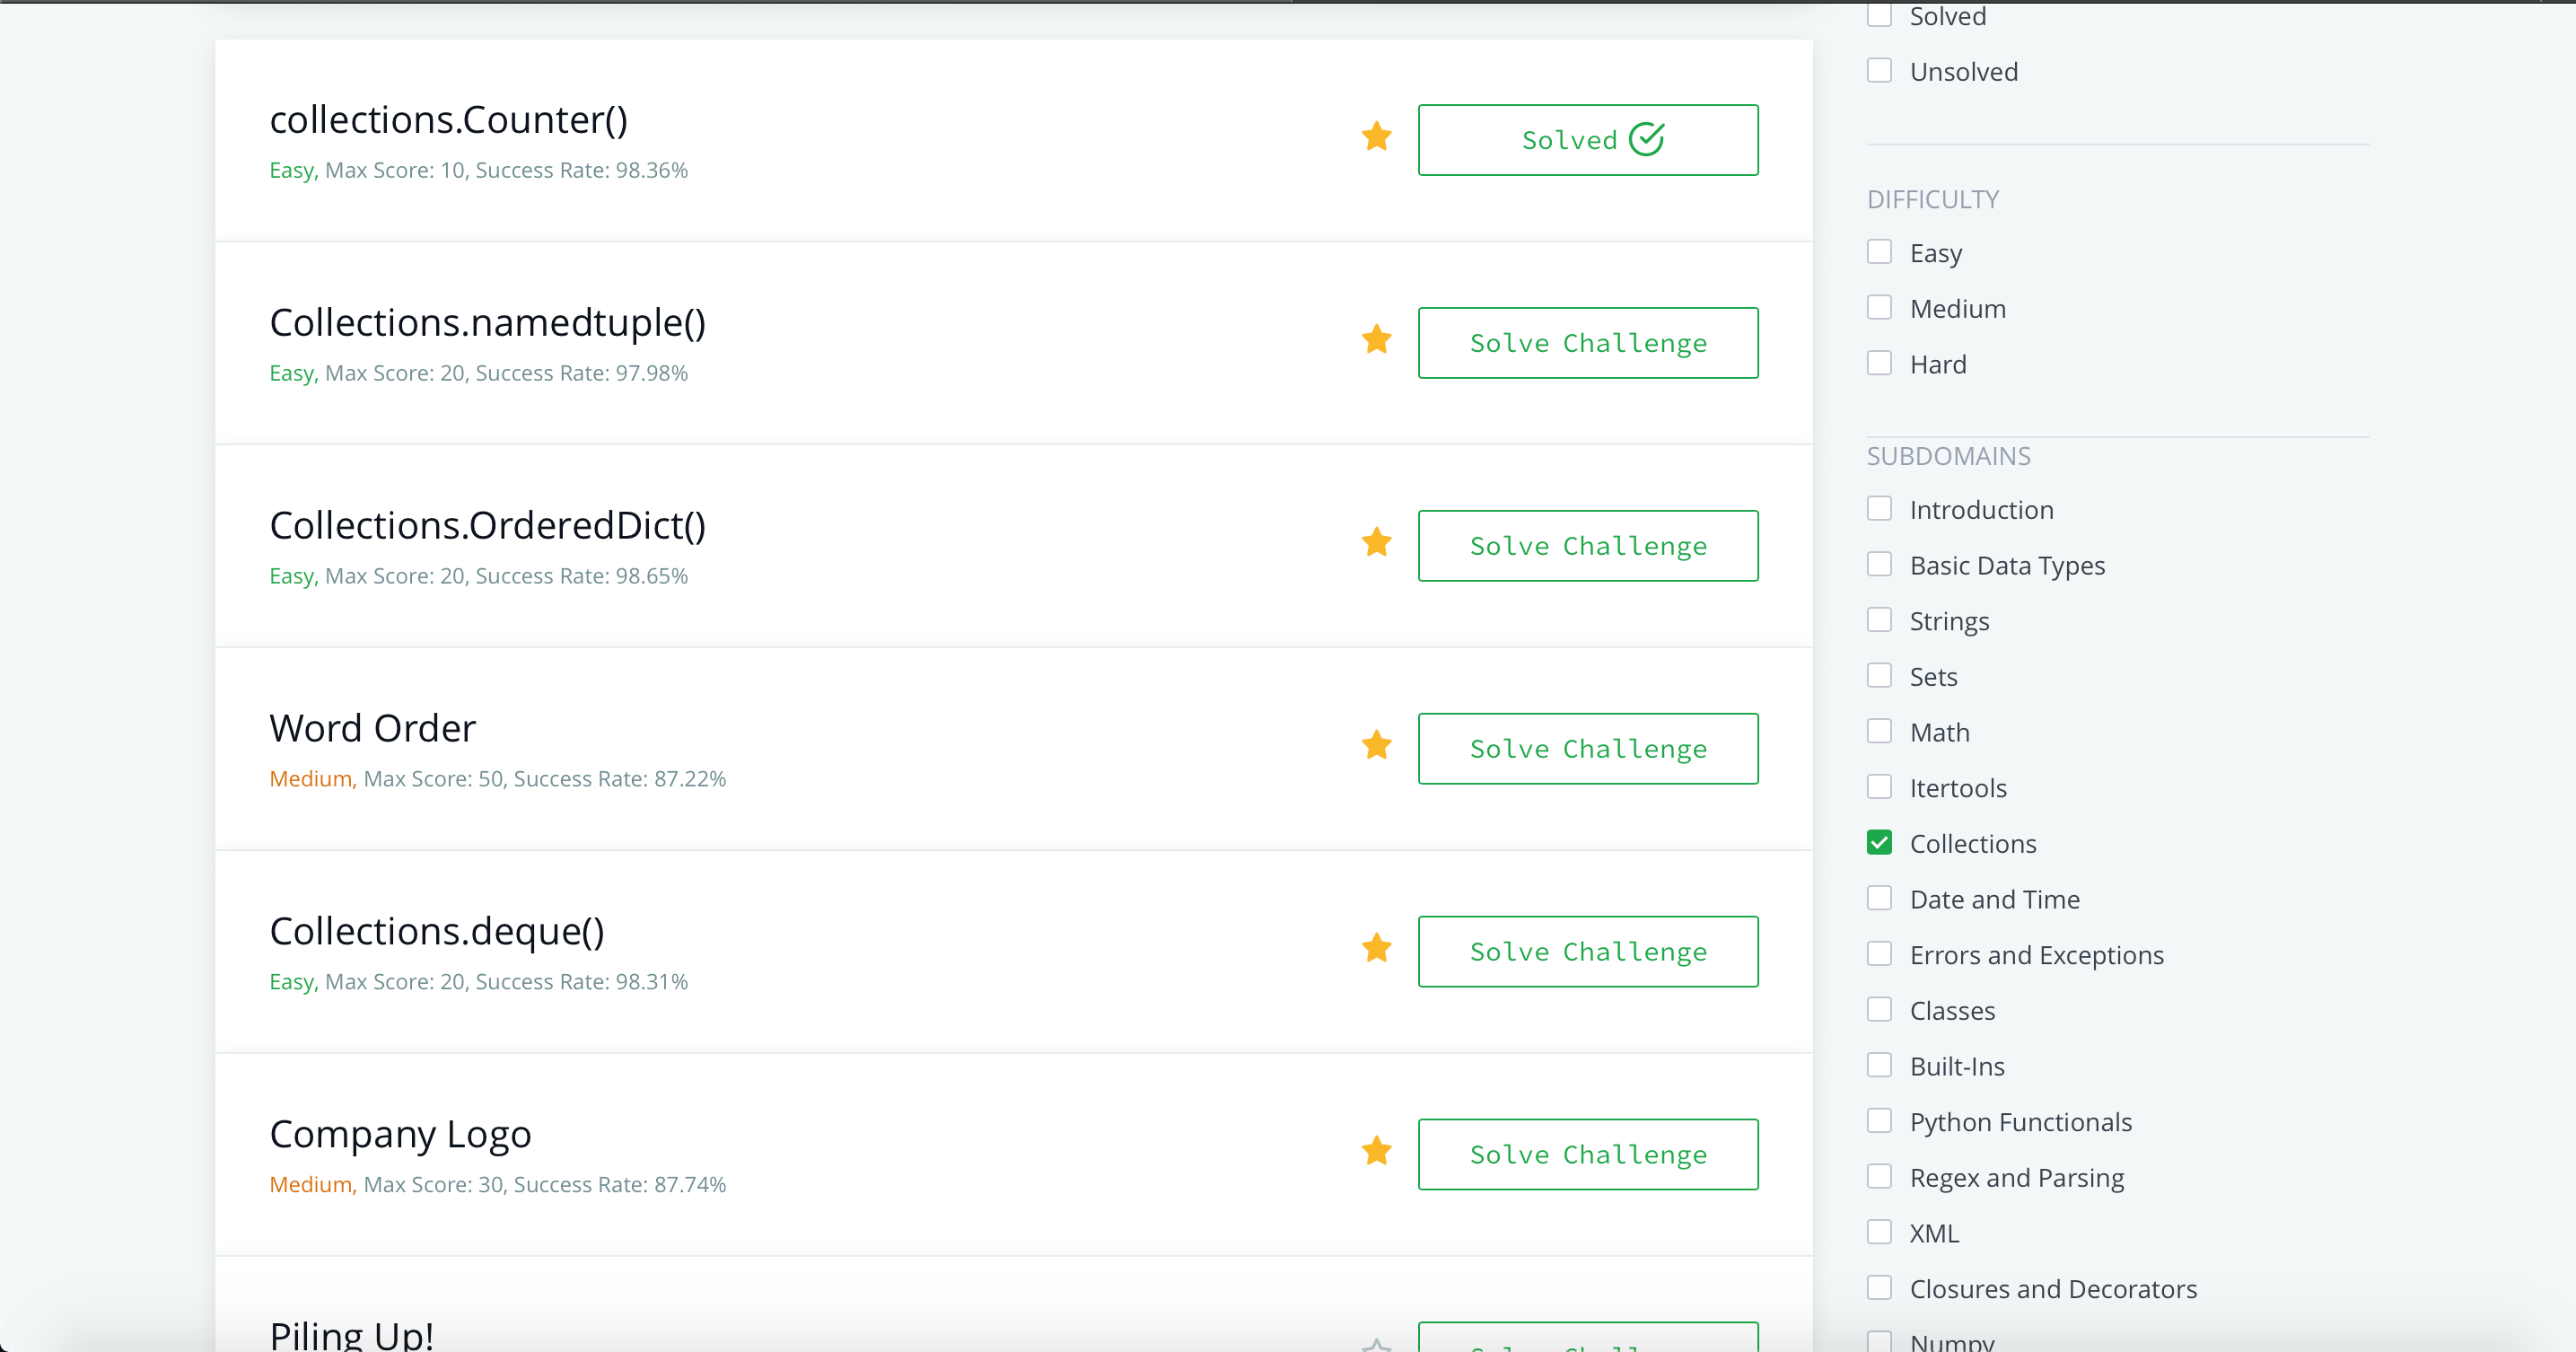 collections.Counter()
Easy, Max Score: 10, Success Rate: 98.36%
Solved
Collections.namedtuple()
Easy, Max Score: 20, Success Rate: 97.98%
Solve Challenge
Collections.OrderedDict()
Easy, Max Score: 20, Success Rate: 98.65%
Solve Challenge
Word Order
Medium, Max Score: 50, Success Rate: 87.22%
Solve Challenge
Collections.deque()
Easy, Max Score: 20, Success Rate: 98.31%
Solve Challenge
Company Logo
Medium, Max Score: 30, Success Rate: 87.74%
Solve Challenge
Piling Up!
Solve Challenge
Solved
Unsolved
DIFFICULTY
Easy
Medium
Hard
SUBDOMAINS
Introduction
Basic Data Types
Strings
Sets
Math
Itertools
Collections
Date and Time
Errors and Exceptions
Classes
Built-Ins
Python Functionals
Regex and Parsing
XML
Closures and Decorators
Numpy